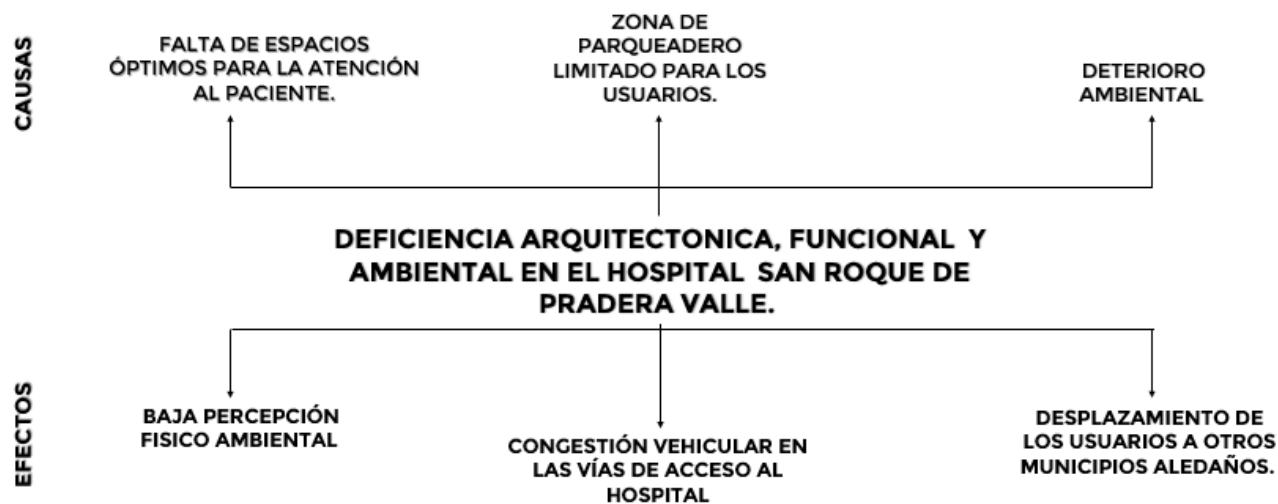 CAUSAS
FALTA DE ESPACIOS
ÓPTIMOS PARA LA ATENCIÓN
AL PACIENTE.
ZONA DE
PARQUEADERO
LIMITADO PARA LOS
USUARIOS.
DETERIORO
AMBIENTAL
DEFICIENCIA ARQUITECTONICA, FUNCIONAL Y
AMBIENTAL EN EL HOSPITAL SAN ROQUE DE
PRADERA VALLE.
EFECTOS
BAJA PERCEPCIÓN
FISICO AMBIENTAL
CONGESTIÓN VEHICULAR EN
LAS VÍAS DE ACCESO AL
HOSPITAL
DESPLAZAMIENTO DE
LOS USUARIOS A OTROS
MUNICIPIOS ALEDAÑOS.